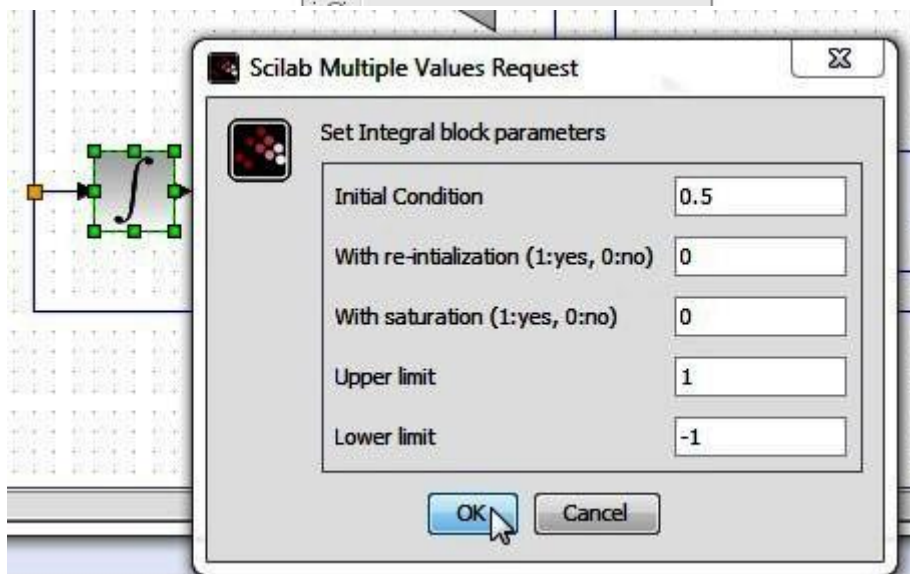 Scilab Multiple Values Request
Set Integral block parameters
Initial Condition 0.5
With re-intialization (1:yes, 0:no) 0
With saturation (1:yes, 0:no) 0
Upper limit 1
Lower limit -1
OK Cancel
∫